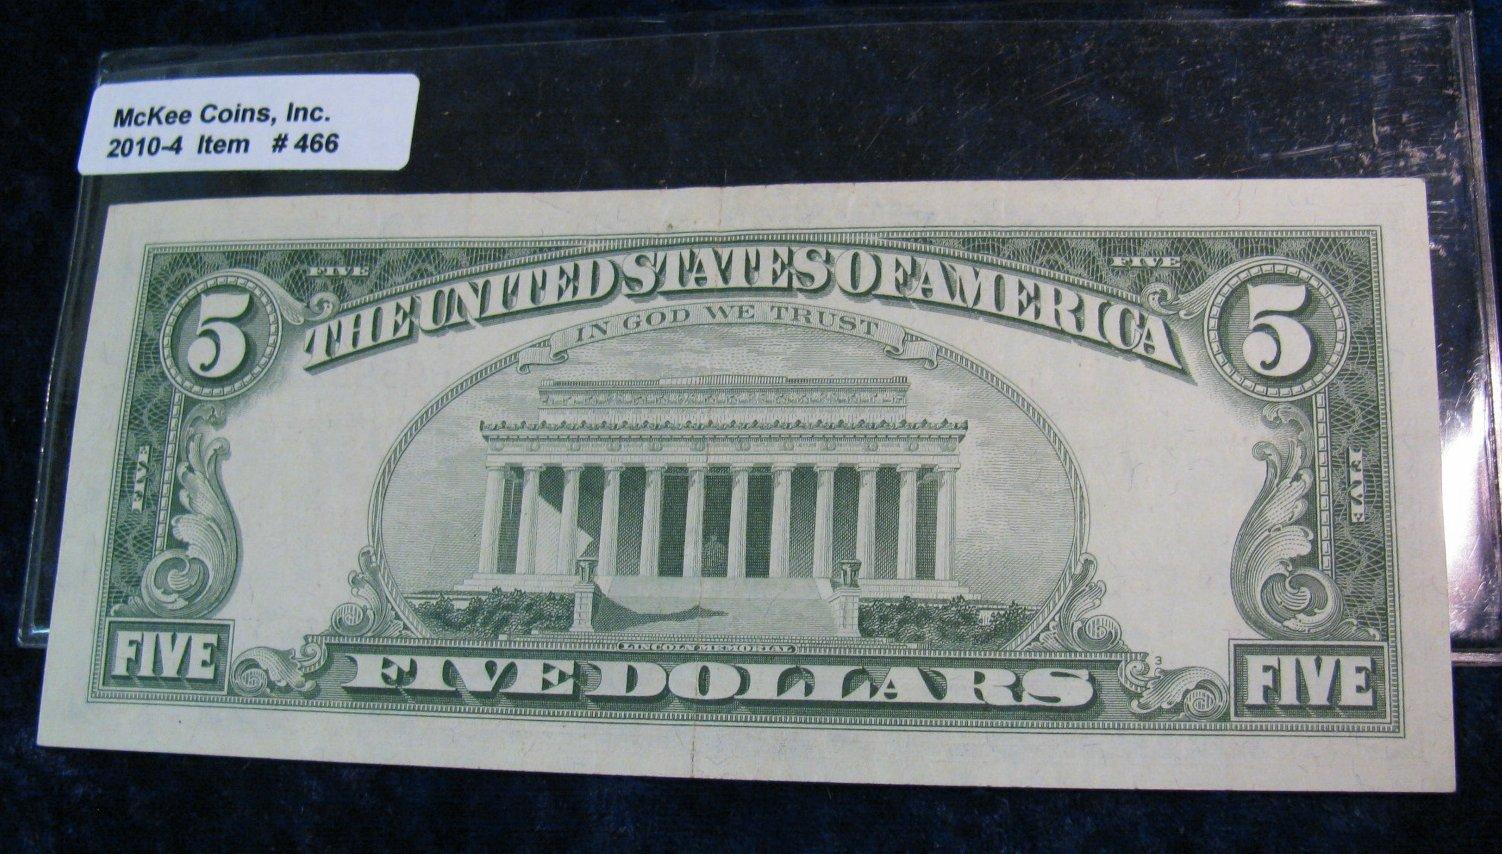 McKee Coins, Inc.
2010-4 Item # 466
FIVE FIVE
5 THE UNITED STATES OF AMERICA 5
IN GOD WE TRUST
FIVE FIVE
LINCOLN MEMORIAL
FIVE FIVE DOLLARS FIVE